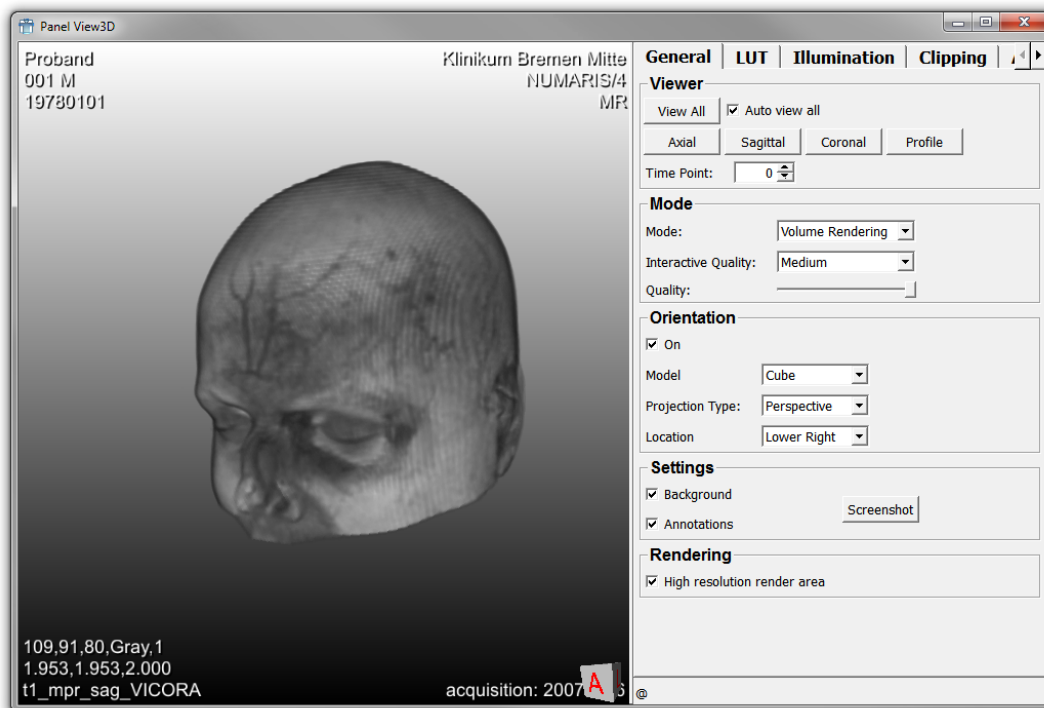 Panel View3D
Proband
001 M
19780101
Klinikum Bremen Mitte
NUMARIS/4
MR
109,91,80,Gray,1
1.953,1.953,2.000
t1_mpr_sag_VICORA
acquisition:
A
General
LUT
Illumination
Clipping
Viewer
View All
Auto view all
Axial
Sagittal
Coronal
Profile
Time Point:
0
Mode
Mode:
Volume Rendering
Interactive Quality:
Medium
Quality:
Orientation
On
Model
Cube
Projection Type:
Perspective
Location
Lower Right
Settings
Background
Annotations
Screenshot
Rendering
High resolution render area
@